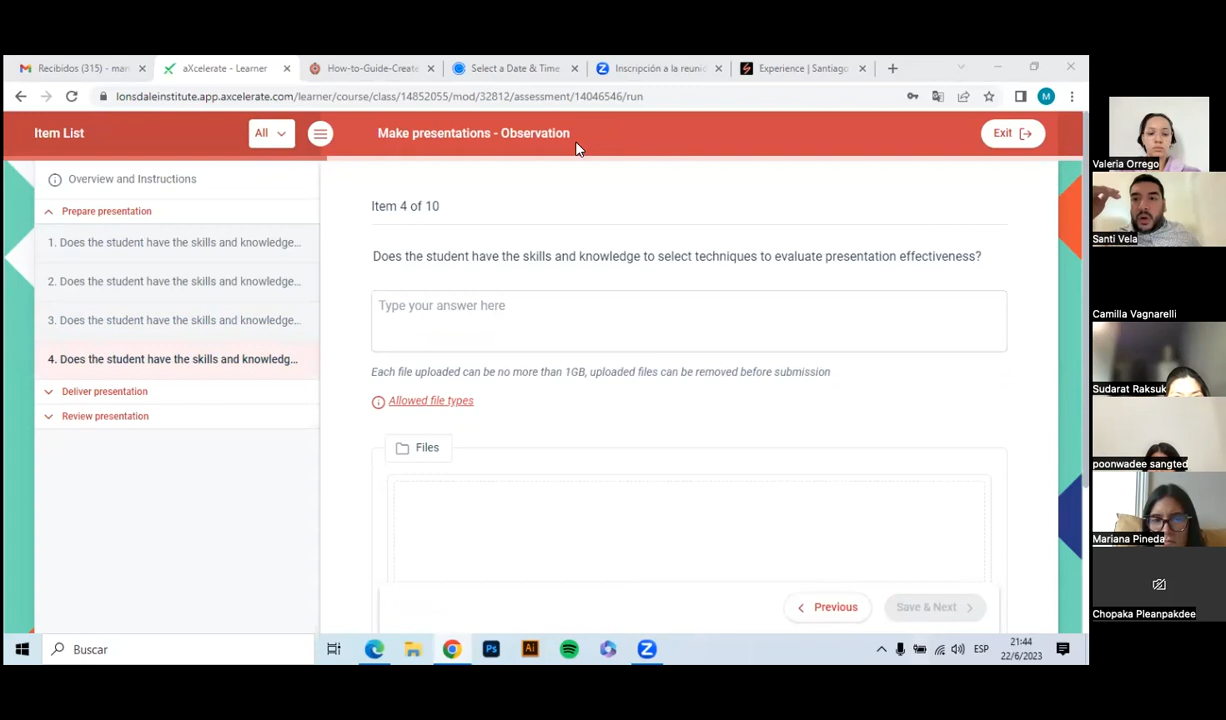 Recibidos (315) - mar
aXcelerate - Learner
How-to-Guide-Create
Select a Date & Time
Inscripción a la reunic
Experience | Santiago
lonsdaleinstitute.app.axcelerate.com/learner/course/class/14852055/mod/32812/assessment/14046546/run
M
Item List
All
Make presentations - Observation
Exit
Overview and Instructions
Prepare presentation
1. Does the student have the skills and knowledge...
2. Does the student have the skills and knowledge...
3. Does the student have the skills and knowledge...
4. Does the student have the skills and knowledg...
Deliver presentation
Review presentation
Item 4 of 10
Does the student have the skills and knowledge to select techniques to evaluate presentation effectiveness?
Type your answer here
Each file uploaded can be no more than 1GB, uploaded files can be removed before submission
Allowed file types
Files
Previous
Save & Next
Buscar
Ps
Ai
ESP
21:44
22/6/2023
Valeria Orrego
Santi Vela
Camilla Vagnarelli
Sudarat Raksuk
poonwadee sangted
Mariana Pineda
Chopaka Pleanpakdee